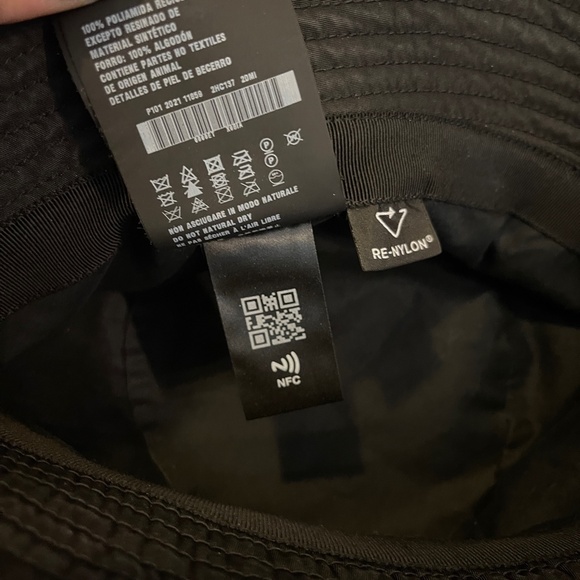 100% POLIAMIDA RECIC
EXCEPTO RESINADO DE
MATERIAL SINTÉTICO
FORRO: 100% ALGODÓN
CONTIENE PARTES NO TEXTILES
DE ORIGEN ANIMAL
DETALLES DE PIEL DE BECERRO
P101 2021 11059 2HC137 2DMI
NON ASCIUGARE IN MODO NATURALE
DO NOT NATURAL DRY
NE PAS SÉCHER À L'AIR LIBRE
RE-NYLON®
NFC